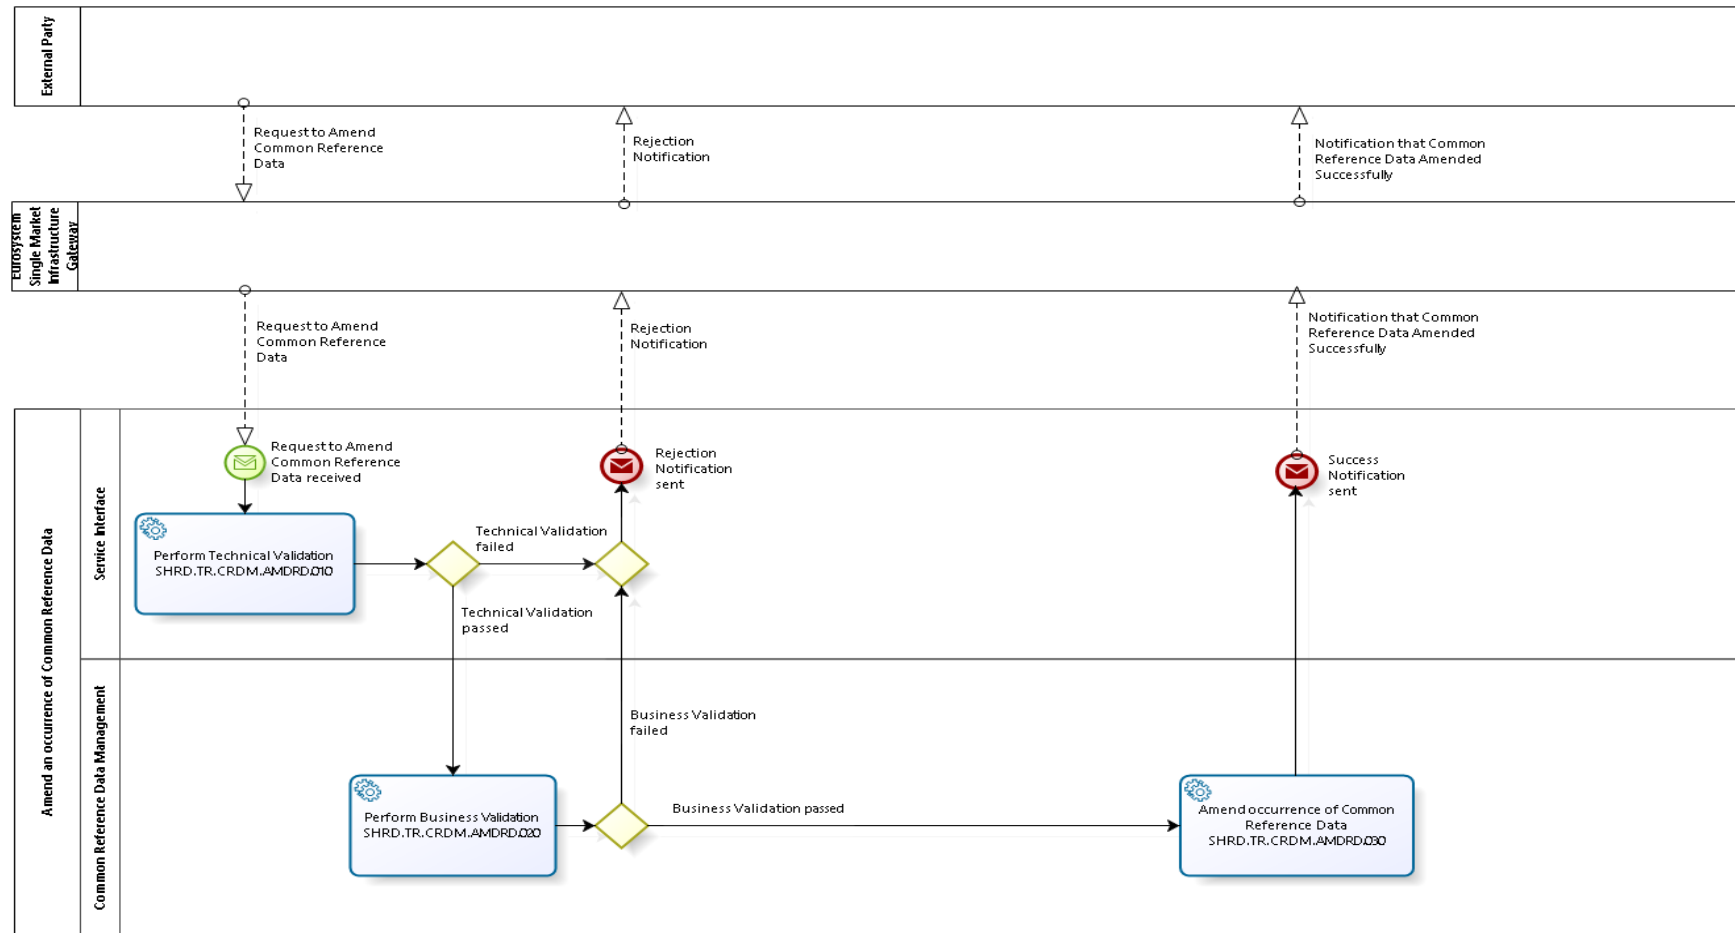 External Party
Request to Amend
Common Reference
Data
Rejection
Notification
Notification that Common
Reference Data Amended
Successfully
Eurosystem
Single Market
Infrastructure
Gateway
Request to Amend
Common Reference
Data
Rejection
Notification
Notification that Common
Reference Data Amended
Successfully
Amend an occurrence of Common Reference Data
Service Interface
Request to Amend
Common Reference
Data received
Rejection
Notification
sent
Success
Notification
sent
Perform Technical Validation
SHRD.TR.CRDM.AMDRD.010
Technical Validation
failed
Technical Validation
passed
Common Reference Data Management
Business Validation
failed
Perform Business Validation
SHRD.TR.CRDM.AMDRD.020
Business Validation passed
Amend occurrence of Common
Reference Data
SHRD.TR.CRDM.AMDRD.030